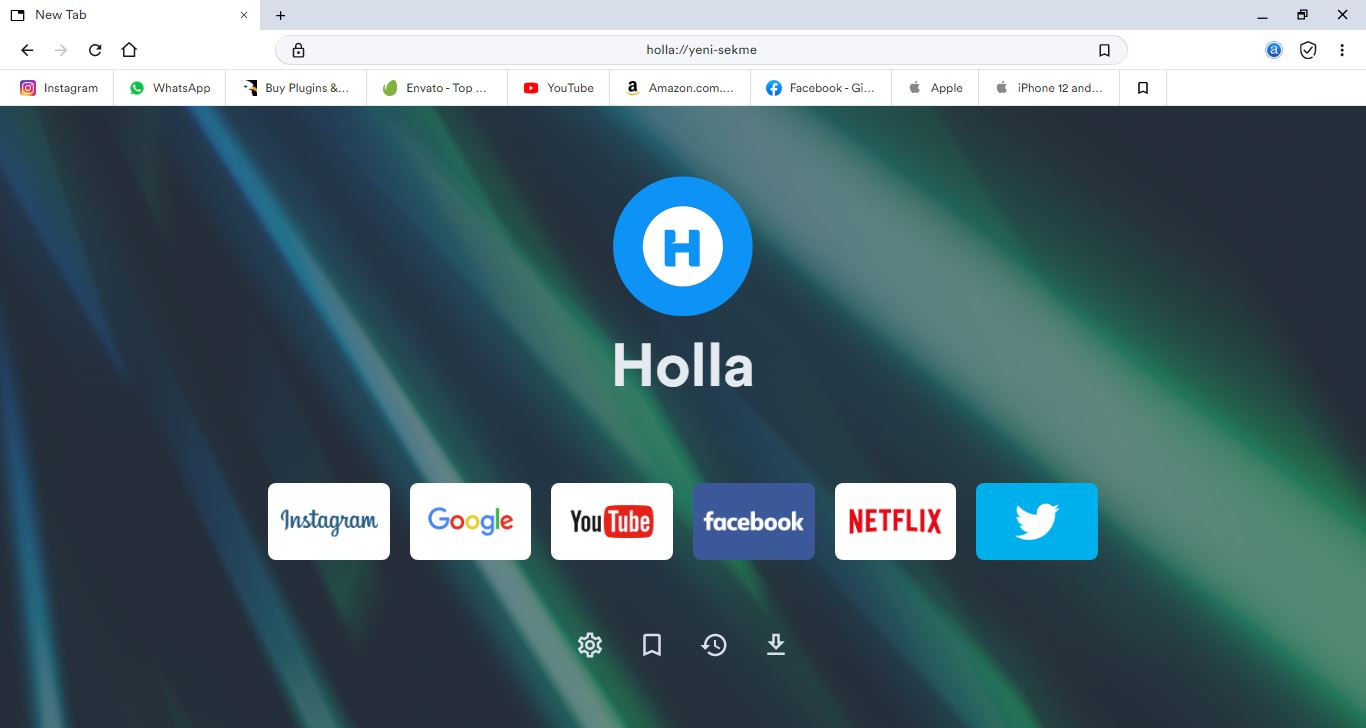 New Tab
holla://yeni-sekme
Instagram WhatsApp Buy Plugins &... Envato - Top ... YouTube Amazon.com.... Facebook - Gi... Apple iPhone 12 and...
H
Holla
Instagram Google YouTube facebook NETFLIX